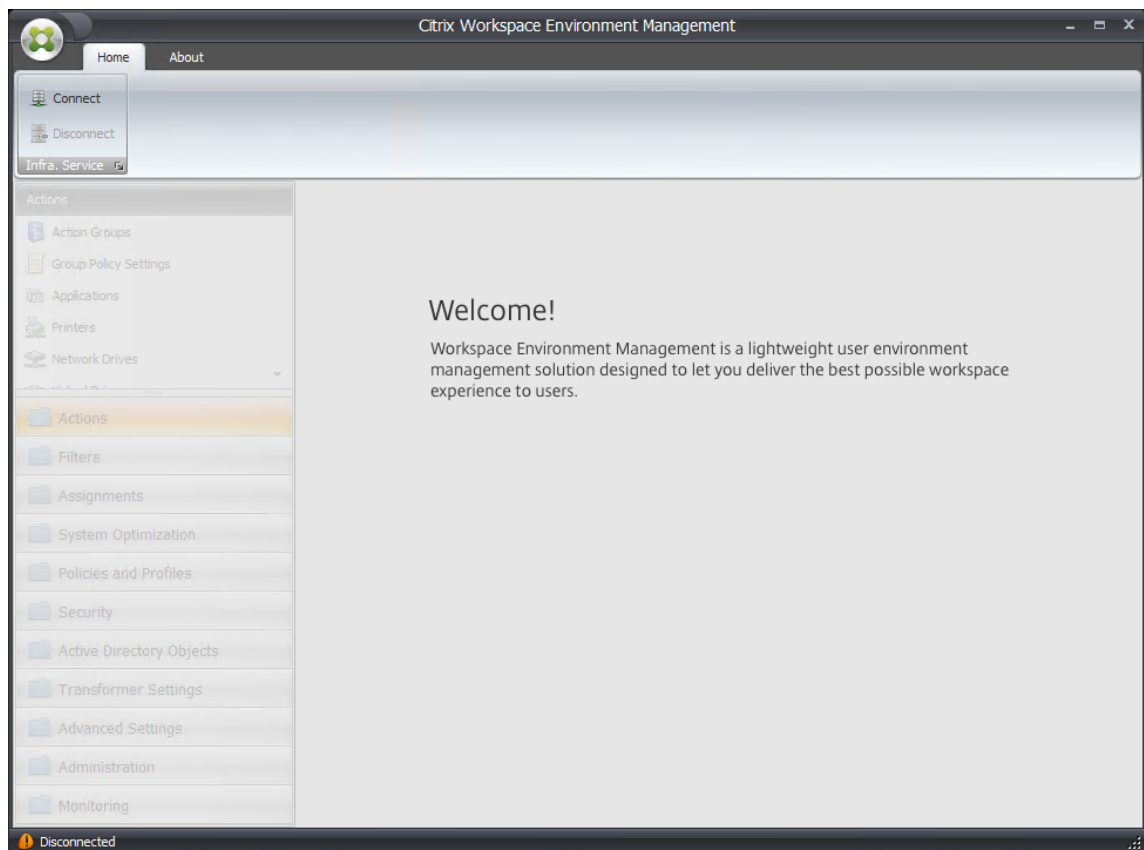 Citrix Workspace Environment Management
Home
About
Connect
Disconnect
Infra. Service
Actions
Action Groups
Group Policy Settings
Applications
Printers
Network Drives
Actions
Filters
Assignments
System Optimization
Policies and Profiles
Security
Active Directory Objects
Transformer Settings
Advanced Settings
Administration
Monitoring
Welcome!
Workspace Environment Management is a lightweight user environment
management solution designed to let you deliver the best possible workspace
experience to users.
Disconnected